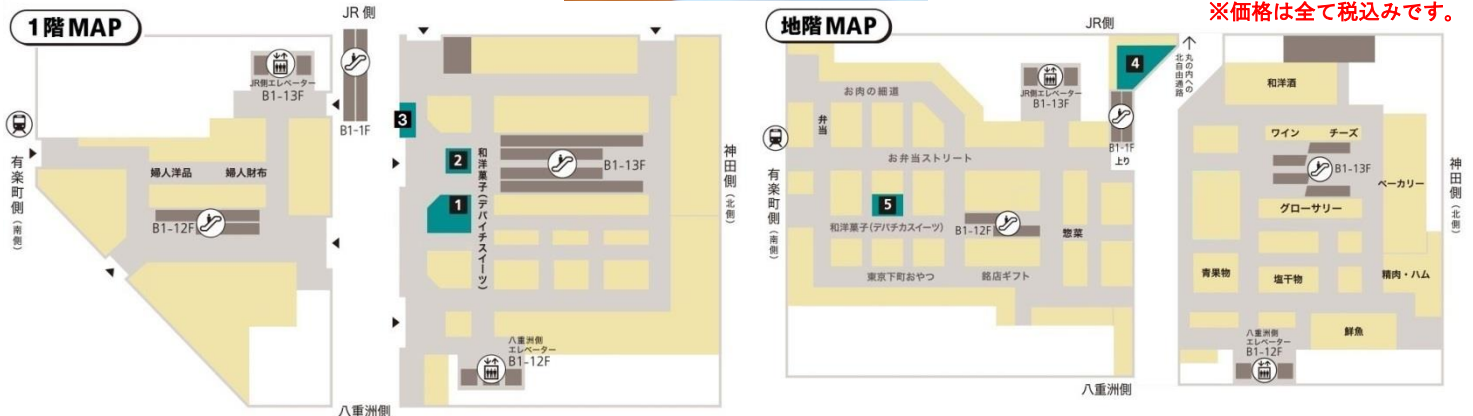 ※価格は全て税込みです。
1階MAP
JR側
JR側エレベーター
B1-13F
B1-1F
有楽町側(南側)
婦人洋品
婦人財布
B1-12F
3
2
1
和洋菓子(デパイチスイーツ)
B1-13F
神田側(北側)
八重洲側
エレベーター
B1-12F
八重洲側
地階MAP
JR側
4
丸の内への
北自由通路
お肉の細道
JR側エレベーター
B1-13F
弁当
B1-1F
上り
有楽町側(南側)
お弁当ストリート
5
和洋菓子(デパチカスイーツ)
B1-12F
惣菜
東京下町おやつ
銘店ギフト
和洋酒
ワイン
チーズ
B1-13F
ベーカリー
グローサリー
神田側(北側)
青果物
塩干物
精肉・ハム
鮮魚
八重洲側
エレベーター
B1-12F
八重洲側